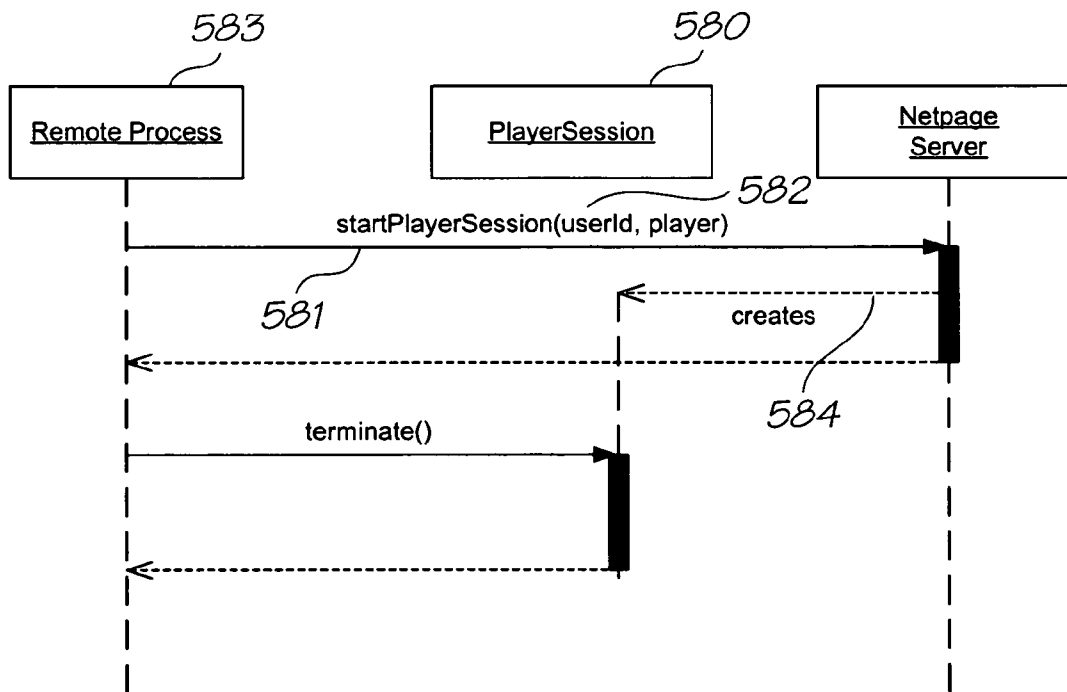 583
580
Remote Process
PlayerSession
Netpage
Server
582
startPlayerSession(userId, player)
581
creates
584
terminate()